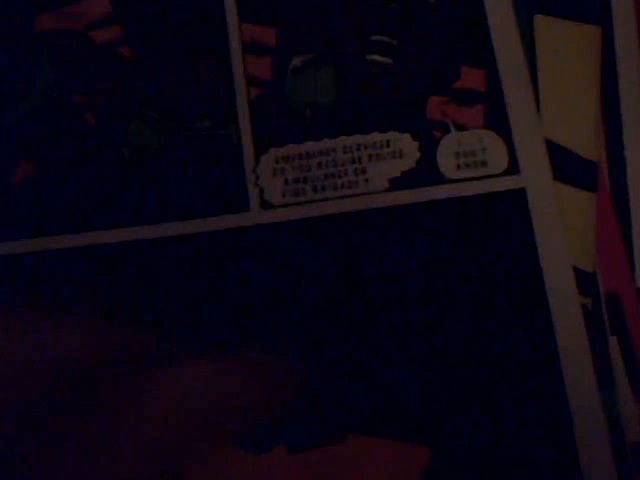 EMERGENCY SERVICES.
DO YOU REQUIRE POLICE,
AMBULANCE OR
FIRE BRIGADE?
DON'T
KNOW